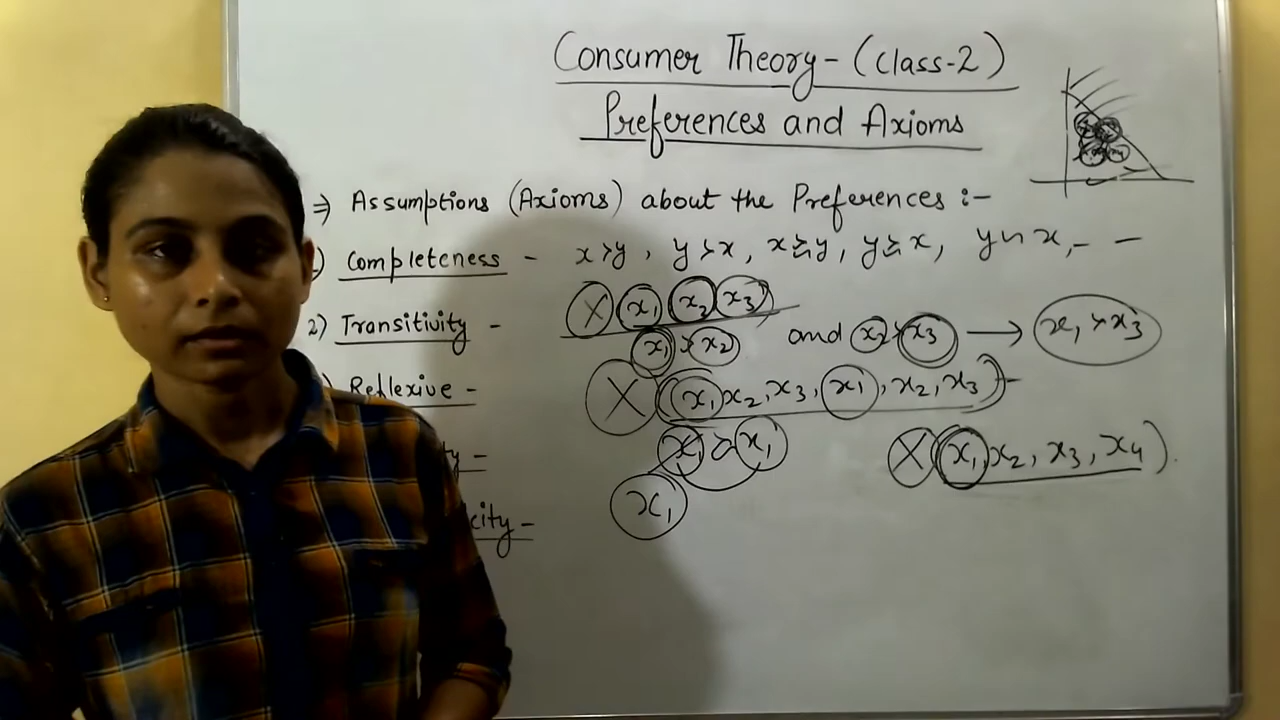 Consumer Theory - (Class-2)
Preferences and Axioms
⇒ Assumptions (Axioms) about the Preferences :-
) Completeness - x≻y, y≻x, x≿y, y≿x, y∽x, - -
X x₁ x₂ x₃)
2) Transitivity - x₁ ≻ x₂ and x₂ ≻ x₃ ⟶ x₁ ≻ x₃
) Reflexive - X (x₁ x₂, x₃, x₁, x₂, x₃) -
ty - x₁ ≥ x₁ X (x₁, x₂, x₃, x₄).
x₁
city -